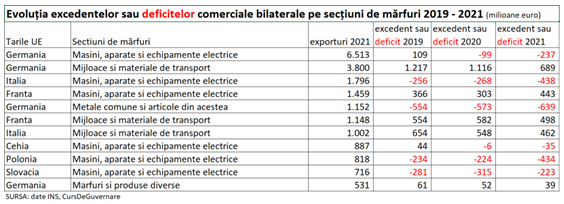 Evoluția excedentelor sau deficitelor comerciale bilaterale pe secțiuni de mărfuri 2019 - 2021 (milioane euro)
excedent sau excedent sau excedent sau
Tarile UE Sectiuni de mărfuri exporturi 2021 deficit 2019 deficit 2020 deficit 2021
Germania Masini, aparate si echipamente electrice 6.513 109 -99 -237
Germania Mijloace si materiale de transport 3.800 1.217 1.116 689
Italia Masini, aparate si echipamente electrice 1.796 -256 -268 -438
Franta Masini, aparate si echipamente electrice 1.459 366 303 443
Germania Metale comune si articole din acestea 1.152 -554 -573 -639
Franta Mijloace si materiale de transport 1.148 554 582 498
Italia Mijloace si materiale de transport 1.002 654 548 462
Cehia Masini, aparate si echipamente electrice 887 44 -6 -35
Polonia Masini, aparate si echipamente electrice 818 -234 -224 -434
Slovacia Masini, aparate si echipamente electrice 716 -281 -315 -223
Germania Marfuri si produse diverse 531 61 52 39
SURSA: date INS, CursDeGuvernare